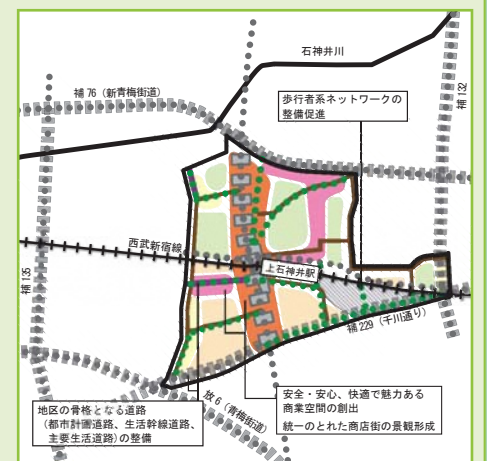 石神井川
補76（新青梅街道）
補132
歩行者系ネットワークの
整備促進
西武新宿線
上石神井駅
補135
補229（千川通り）
放6（青梅街道）
地区の骨格となる道路
（都市計画道路、生活幹線道路、
主要生活道路）の整備
安全・安心、快適で魅力ある
商業空間の創出
統一のとれた商店街の景観形成